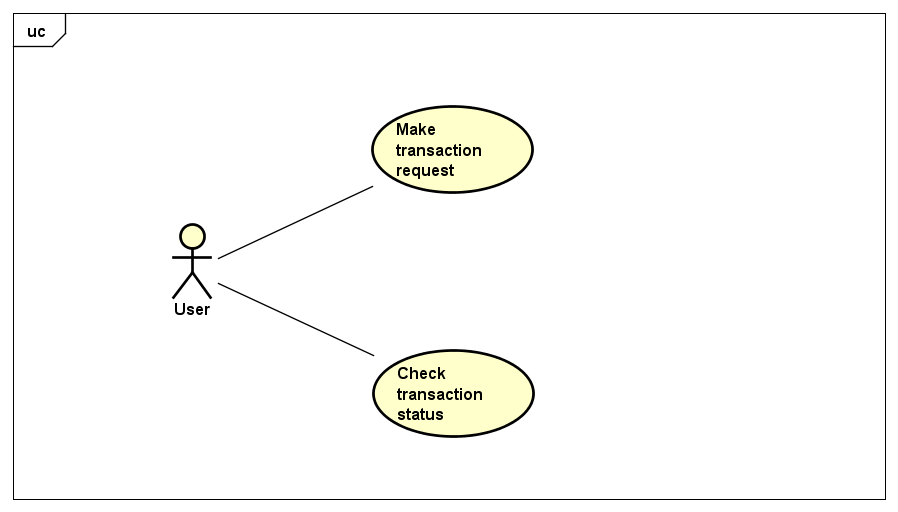 uc
Make
transaction
request
User
Check
transaction
status